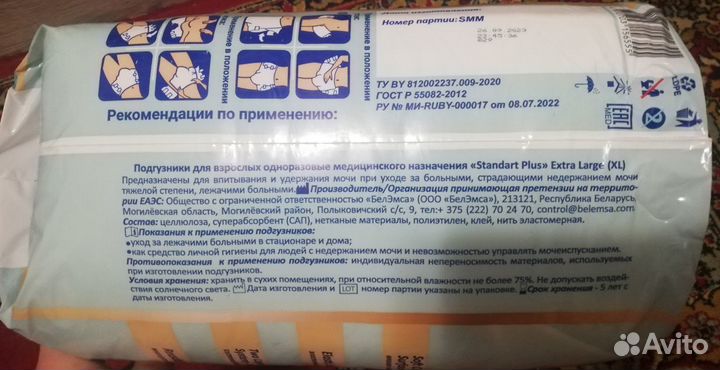 Номер партии: SMM
26.09.2023
Рекомендации по применению:
ТУ BY 812002237.009-2020
ГОСТ Р 55082-2012
РУ № МИ-RUBY-000017 от 08.07.2022
LDPE
EAC
MED
2
Подгузники для взрослых одноразовые медицинского назначения «Standart Plus» Extra Large (XL)
Предназначены для впитывания и удержания мочи при уходе за больными, страдающими недержанием мочи
тяжелой степени, лежачими больными. Производитель/Организация принимающая претензии на террито-
рии ЕАЭС: Общество с ограниченной ответственностью «БелЭмса» (ООО «БелЭмса»), 213121, Республика Беларусь,
Могилёвская область, Могилёвский район, Полыковичский с/с, 9, тел:+ 375 (222) 70 24 70, control@belemsa.com
Состав: целлюлоза, суперабсорбент (САП), нетканые материалы, полиэтилен, клей, нить эластомерная.
Показания к применению подгузников:
•уход за лежачими больными в стационаре и дома;
•как средство личной гигиены для людей с недержанием мочи и невозможностью управлять мочеиспусканием.
Противопоказания к применению подгузников: индивидуальная непереносимость материалов, используемых
при изготовлении подгузников.
Условия хранения: хранить в сухих помещениях, при относительной влажности не более 75%. Не допускать воздей-
ствия солнечного света. Дата изготовления и LOT номер партии указаны на упаковке. Срок хранения - 5 лет с
даты изготовления.
Avito